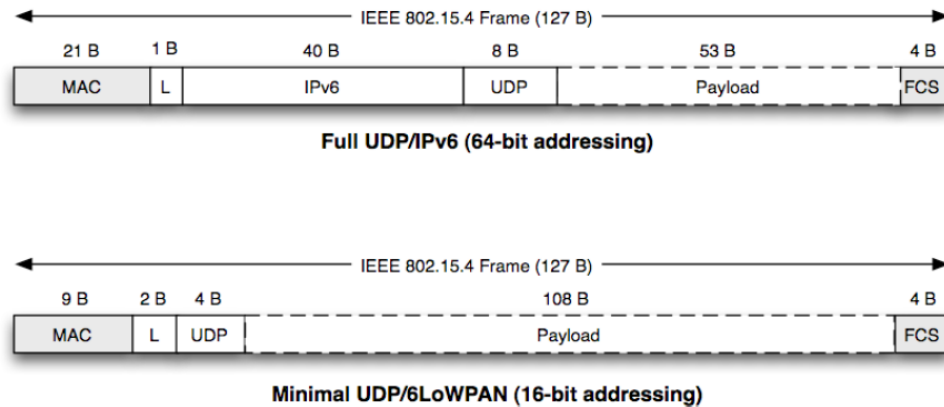 IEEE 802.15.4 Frame (127 B)
21 B 1 B 40 B 8 B 53 B 4 B
MAC L IPv6 UDP Payload FCS
Full UDP/IPv6 (64-bit addressing)
IEEE 802.15.4 Frame (127 B)
9 B 2 B 4 B 108 B 4 B
MAC L UDP Payload FCS
Minimal UDP/6LoWPAN (16-bit addressing)